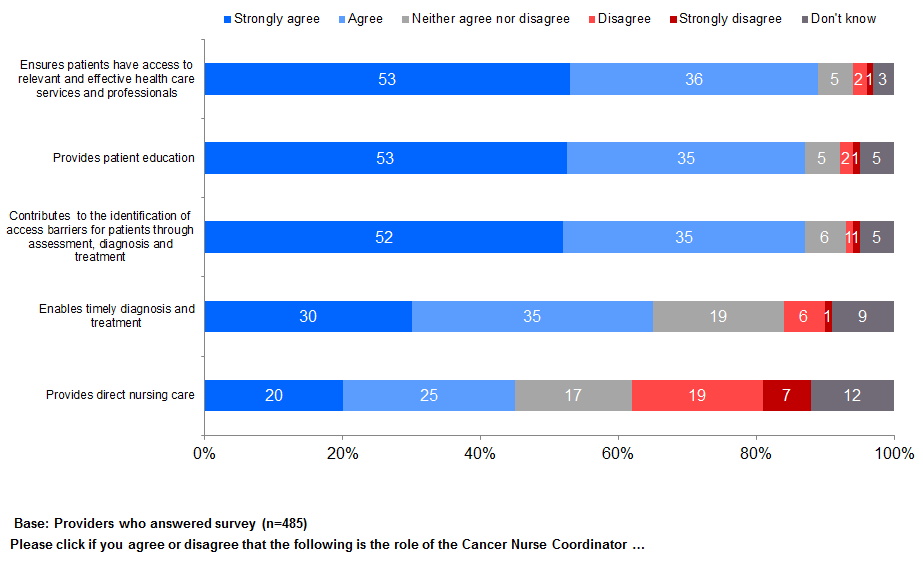 Strongly agree Agree Neither agree nor disagree Disagree Strongly disagree Don't know
Ensures patients have access to
relevant and effective health care
services and professionals
53 36 5 2 1 3
Provides patient education
53 35 5 2 1 5
Contributes to the identification of
access barriers for patients through
assessment, diagnosis and
treatment
52 35 6 1 1 5
Enables timely diagnosis and
treatment
30 35 19 6 1 9
Provides direct nursing care
20 25 17 19 7 12
0% 20% 40% 60% 80% 100%
Base: Providers who answered survey (n=485)
Please click if you agree or disagree that the following is the role of the Cancer Nurse Coordinator …